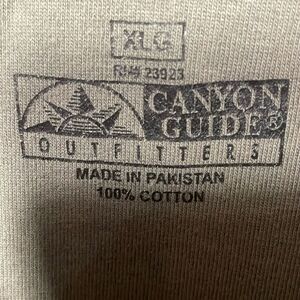 XLG
RN# 23923
CANYON
GUIDE®
OUTFITTERS
MADE IN PAKISTAN
100% COTTON